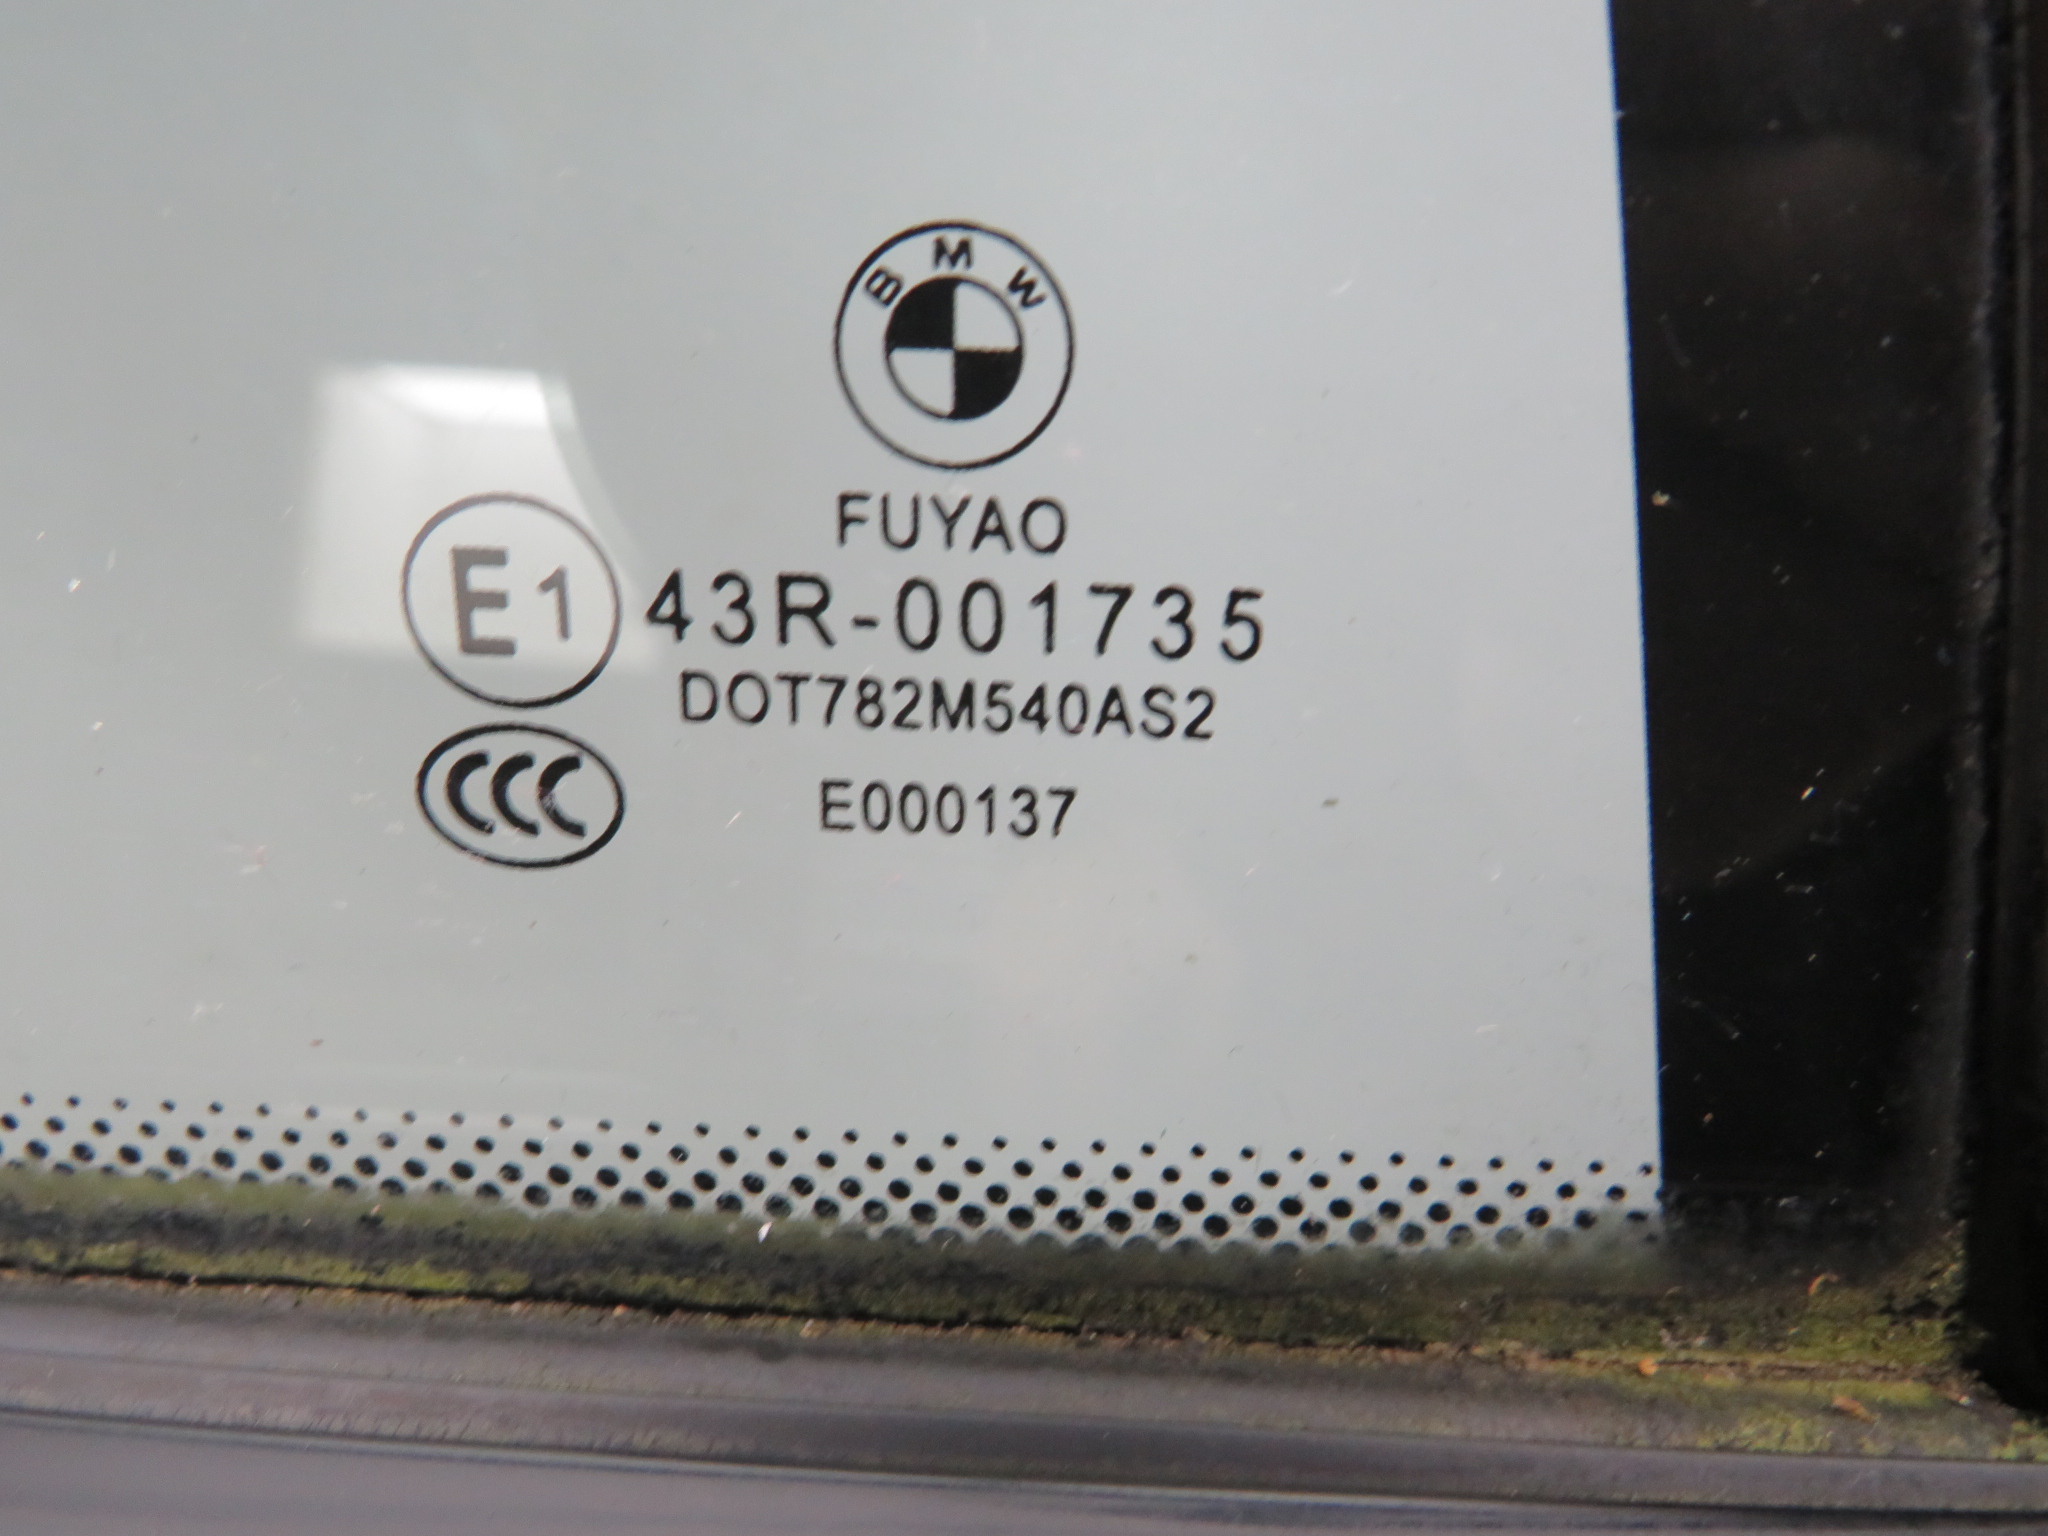 BMW
FUYAO
E1 43R-001735
DOT782M540AS2
CCC E000137